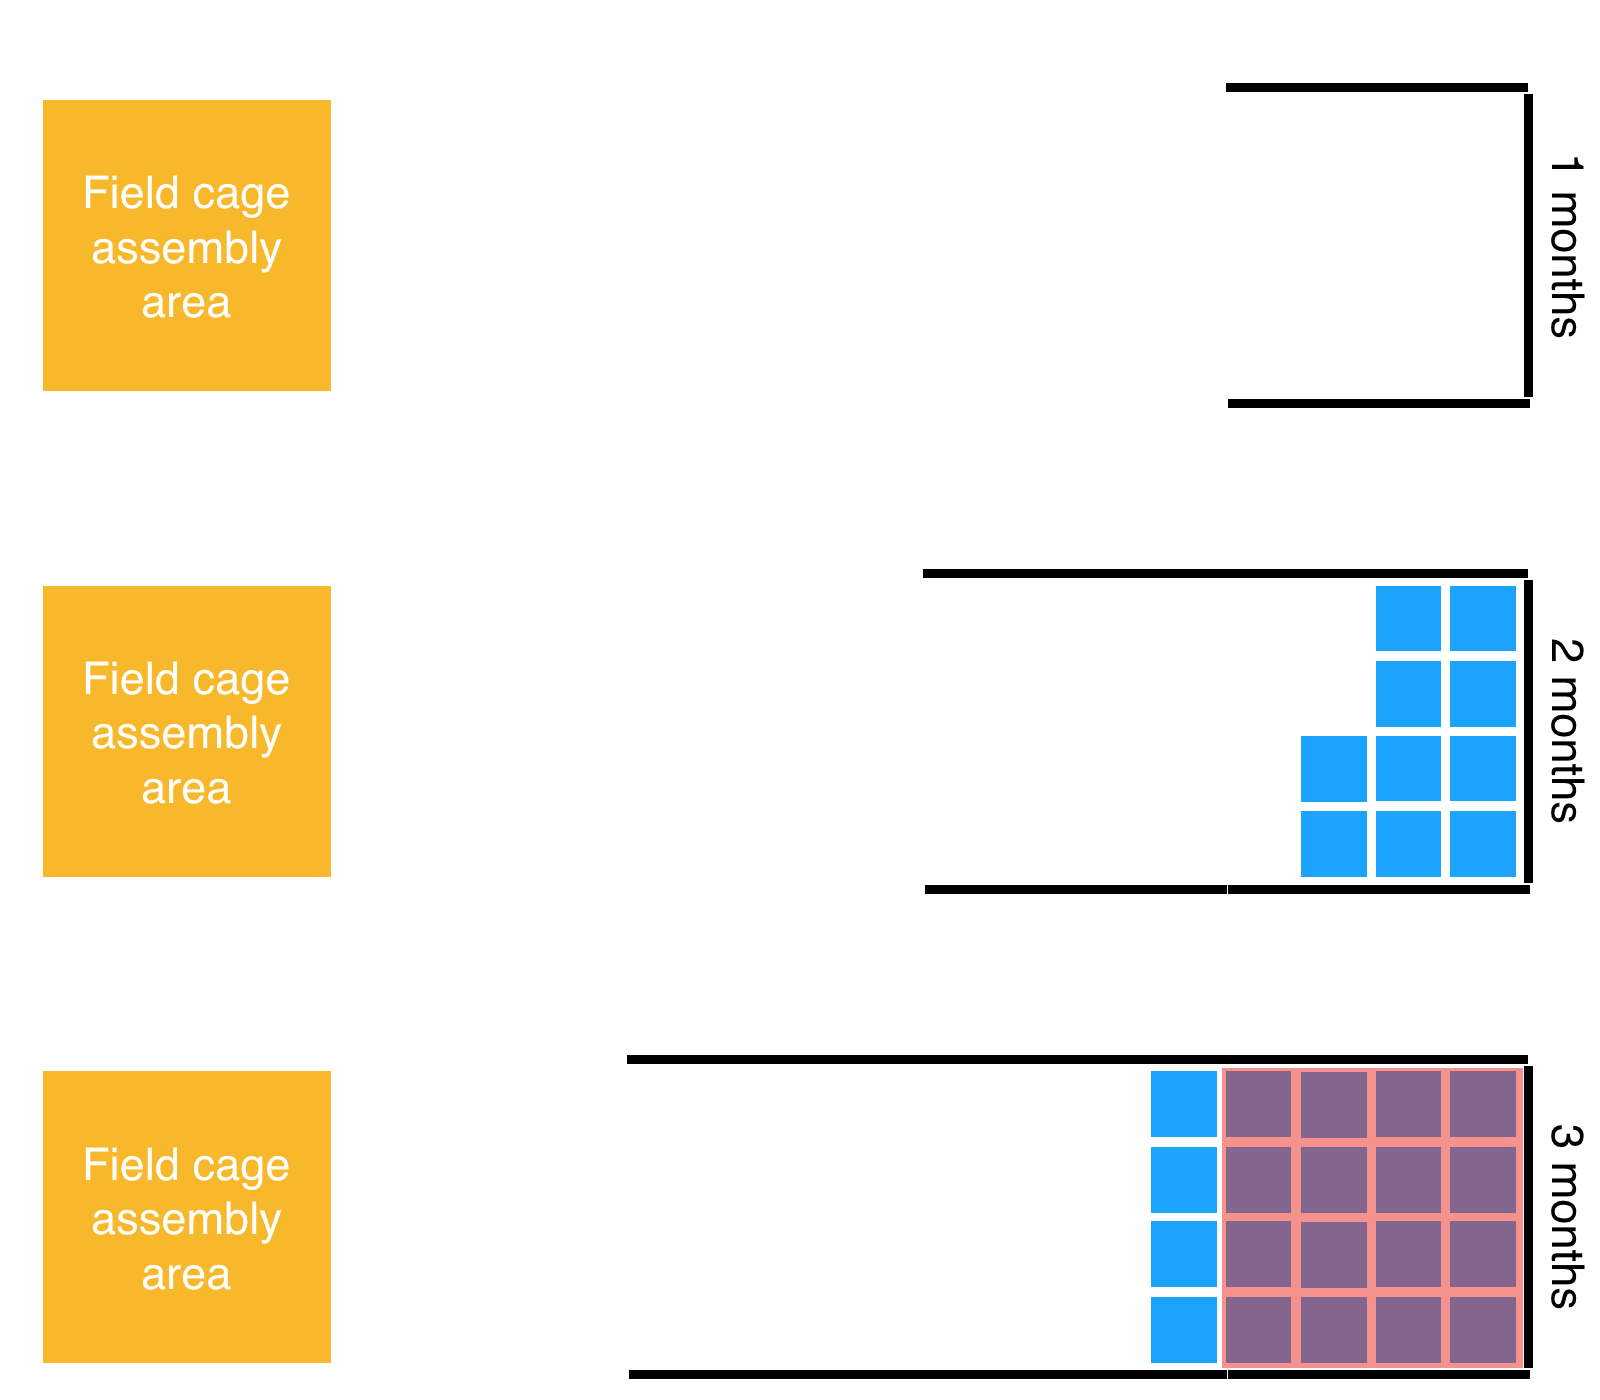 Field cage
assembly
area
1 months
Field cage
assembly
area
2 months
Field cage
assembly
area
3 months